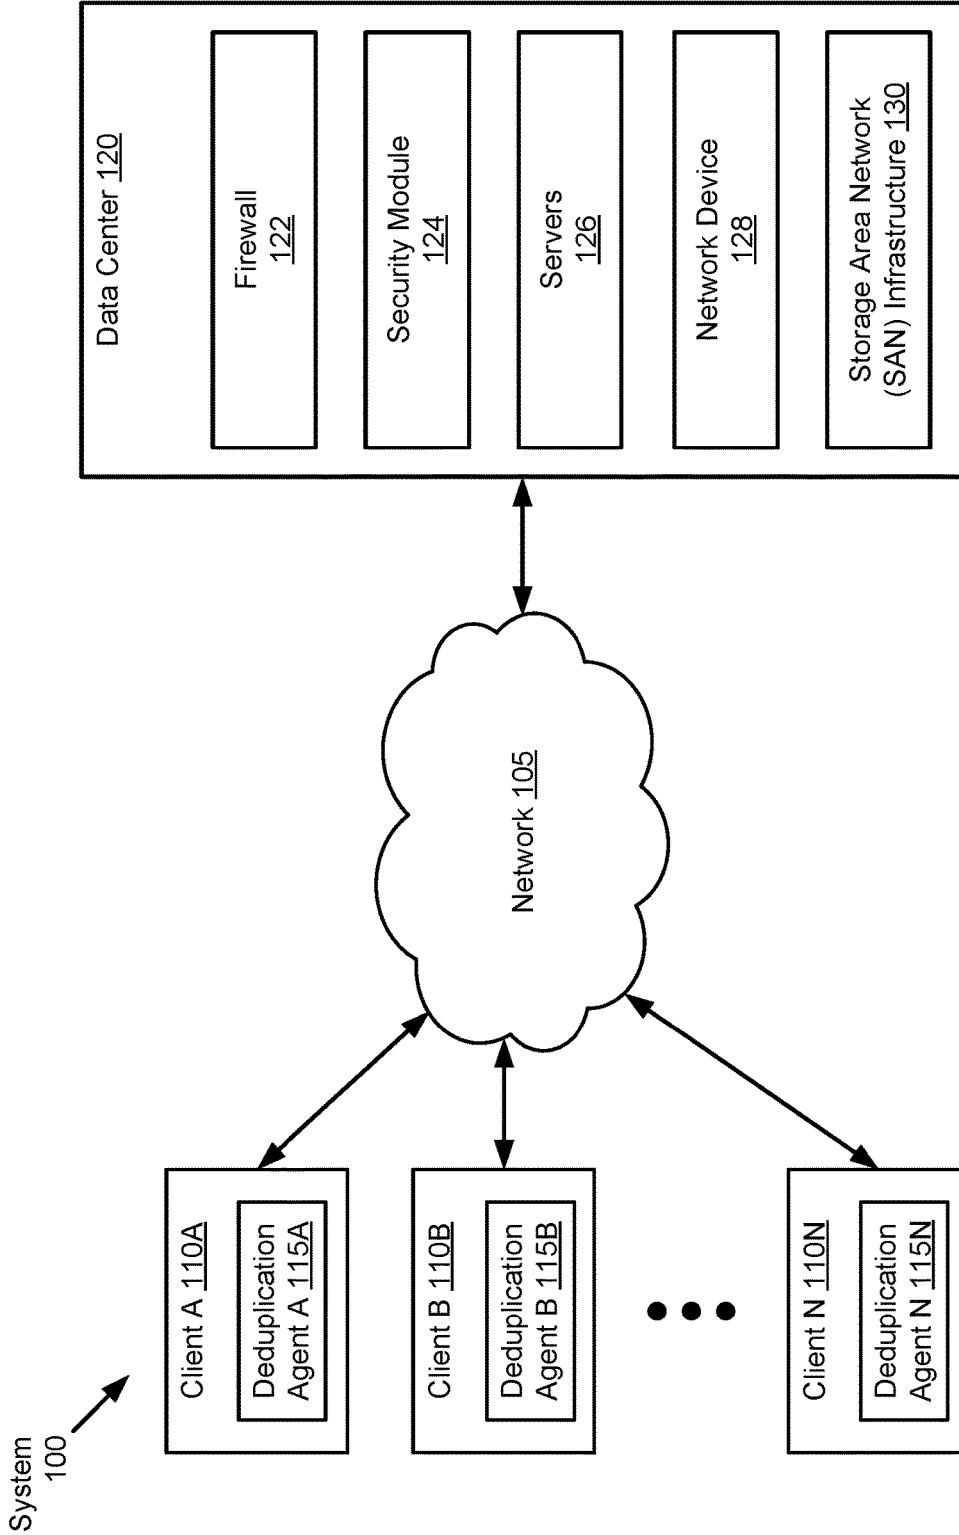 System
100
Client A 110A
Deduplication
Agent A 115A
Client B 110B
Deduplication
Agent B 115B
Client N 110N
Deduplication
Agent N 115N
Network 105
Data Center 120
Firewall
122
Security Module
124
Servers
126
Network Device
128
Storage Area Network
(SAN) Infrastructure 130